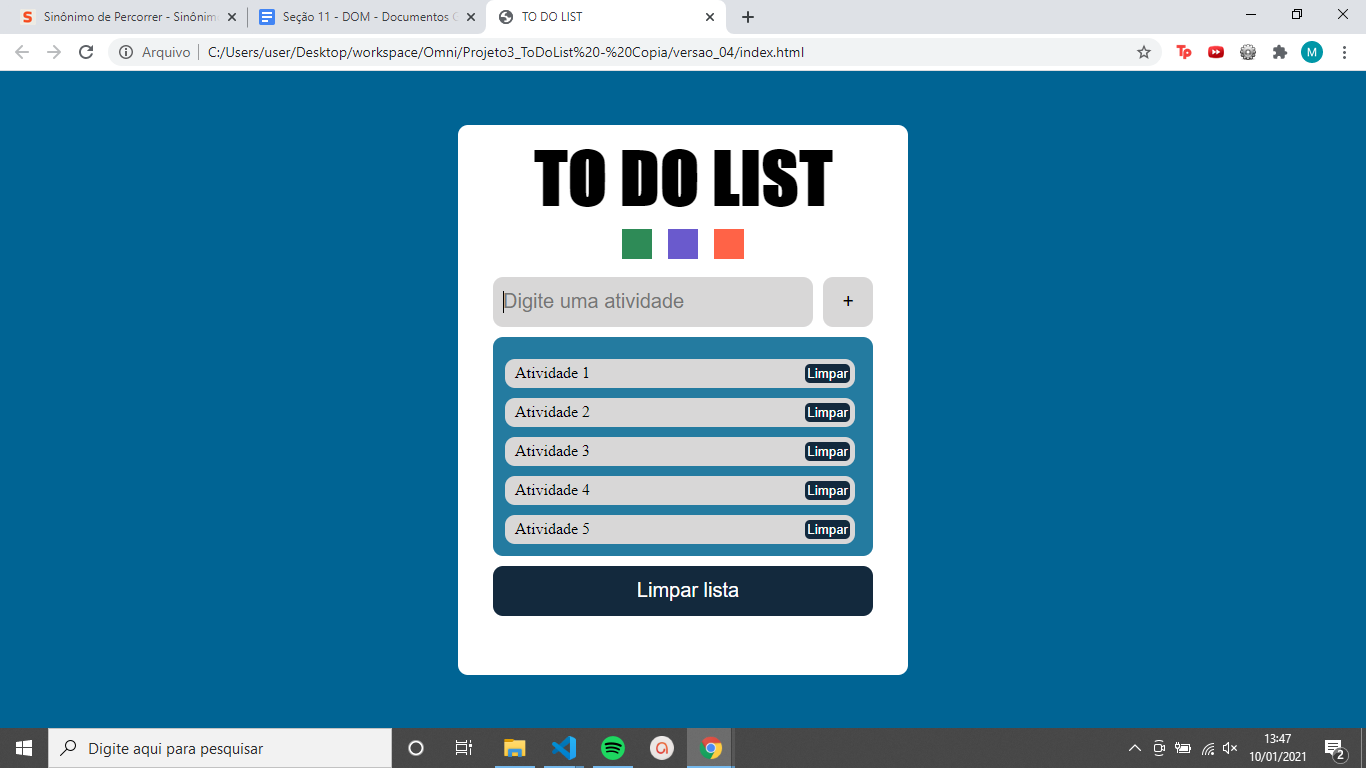 Sinônimo de Percorrer - Sinônim
Seção 11 - DOM - Documentos
TO DO LIST
Arquivo
C:/Users/user/Desktop/workspace/Omni/Projeto3_ToDoList%20-%20Copia/versao_04/index.html
M
TO DO LIST
Digite uma atividade
+
Atividade 1 Limpar
Atividade 2 Limpar
Atividade 3 Limpar
Atividade 4 Limpar
Atividade 5 Limpar
Limpar lista
Digite aqui para pesquisar
13:47
10/01/2021
2